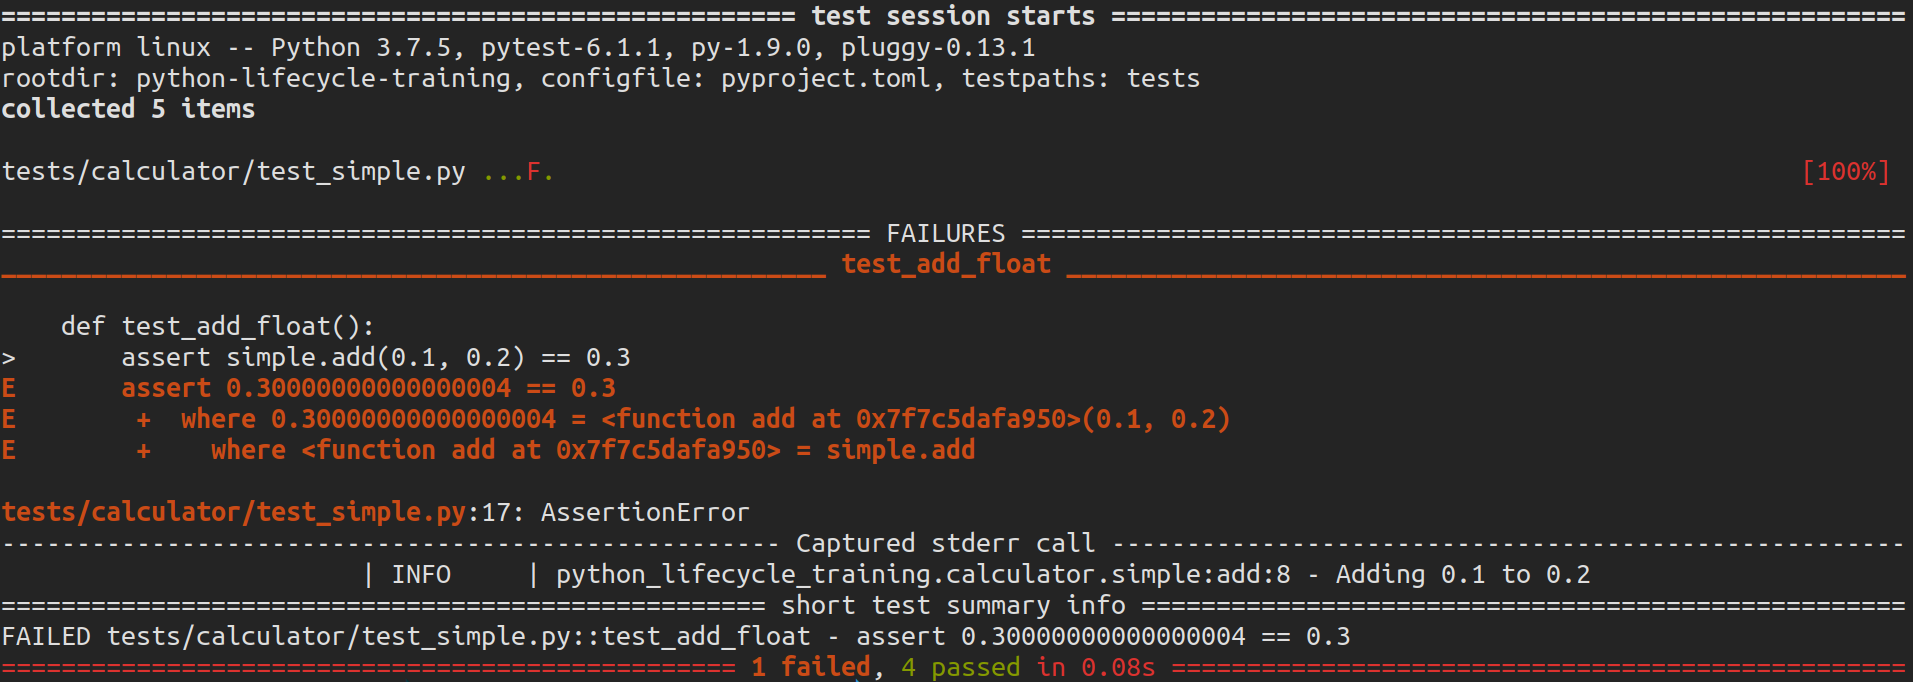 ===================================================== test session starts =====================================================
platform linux -- Python 3.7.5, pytest-6.1.1, py-1.9.0, pluggy-0.13.1
rootdir: python-lifecycle-training, configfile: pyproject.toml, testpaths: tests
collected 5 items
tests/calculator/test_simple.py ...F. [100%]
========================================================== FAILURES ===========================================================
_______________________________________________________ test_add_float ________________________________________________________
def test_add_float():
> assert simple.add(0.1, 0.2) == 0.3
E assert 0.30000000000000004 == 0.3
E + where 0.30000000000000004 = <function add at 0x7f7c5dafa950>(0.1, 0.2)
E + where <function add at 0x7f7c5dafa950> = simple.add
tests/calculator/test_simple.py:17: AssertionError
---------------------------------------------------- Captured stderr call -----------------------------------------------------
| INFO | python_lifecycle_training.calculator.simple:add:8 - Adding 0.1 to 0.2
=================================================== short test summary info ===================================================
FAILED tests/calculator/test_simple.py::test_add_float - assert 0.30000000000000004 == 0.3
================================================= 1 failed, 4 passed in 0.08s =================================================